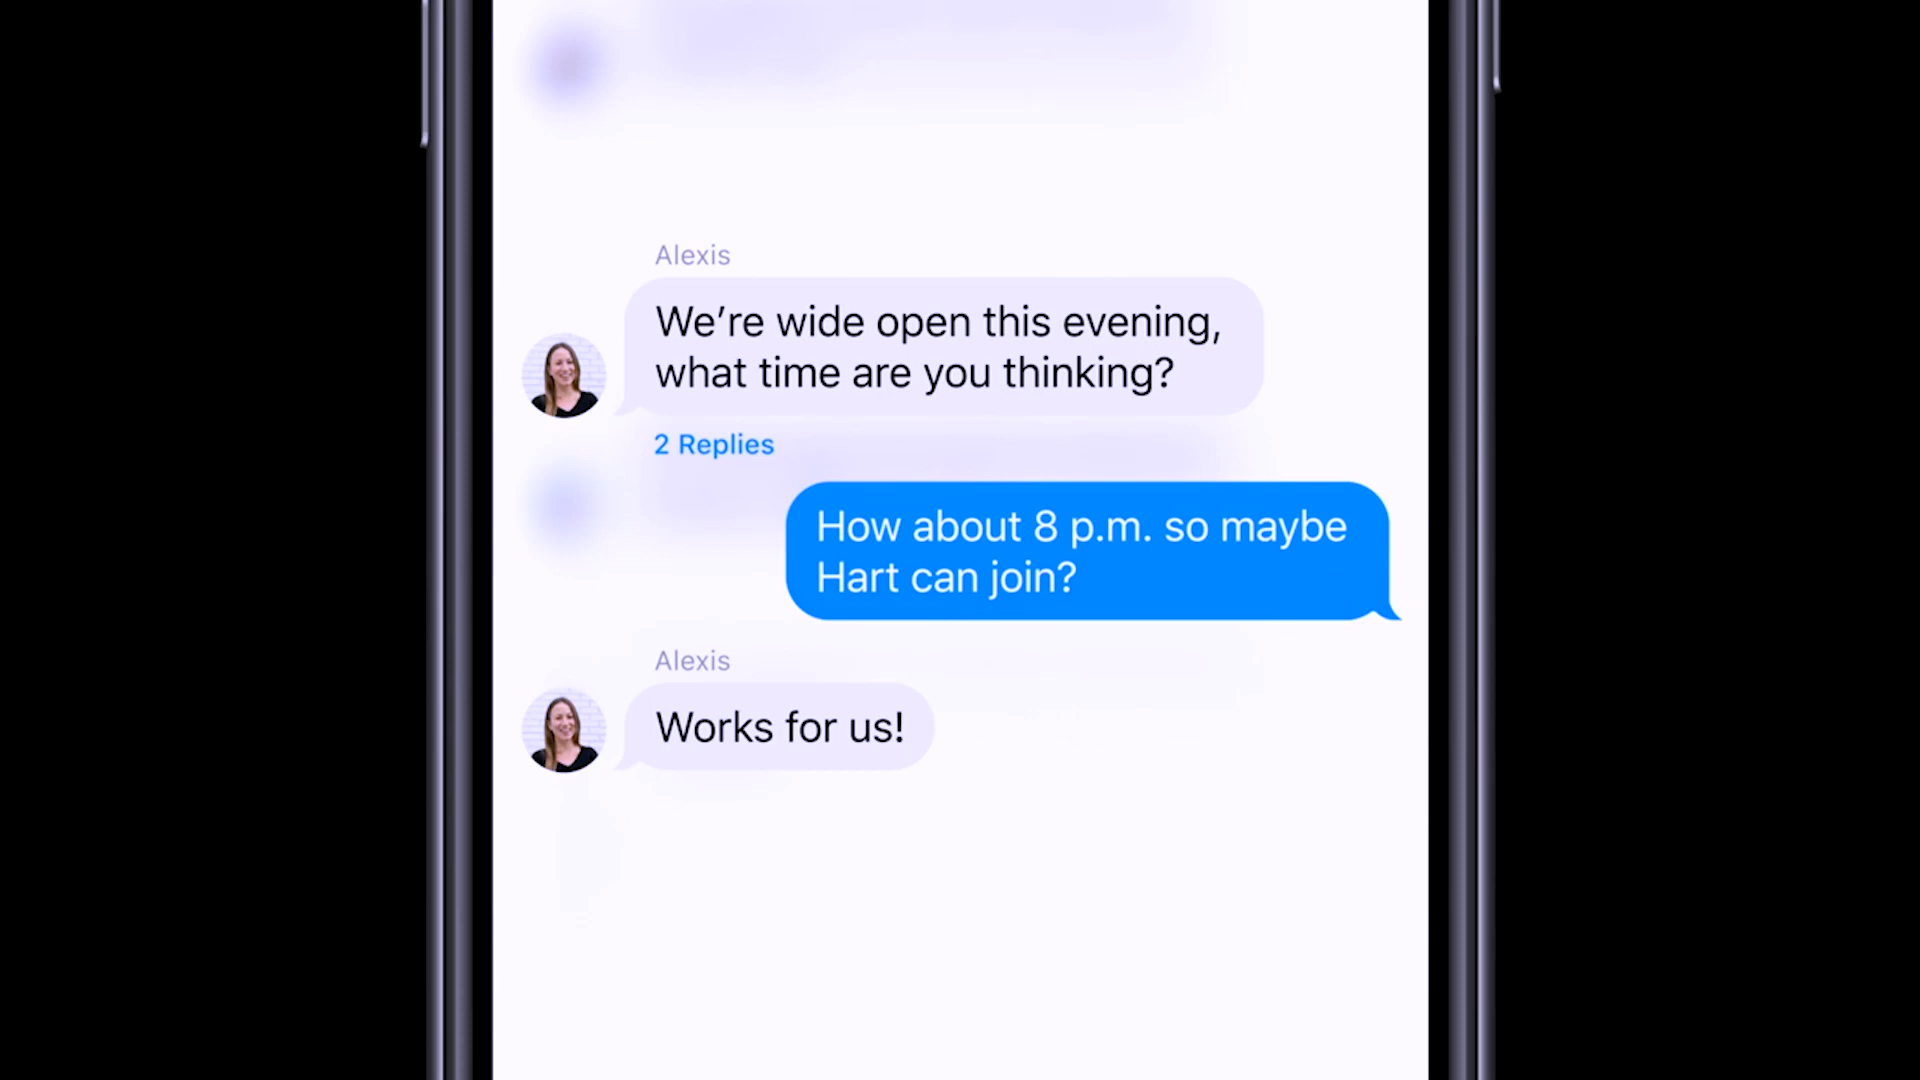 Alexis
We’re wide open this evening,
what time are you thinking?
2 Replies
How about 8 p.m. so maybe
Hart can join?
Alexis
Works for us!